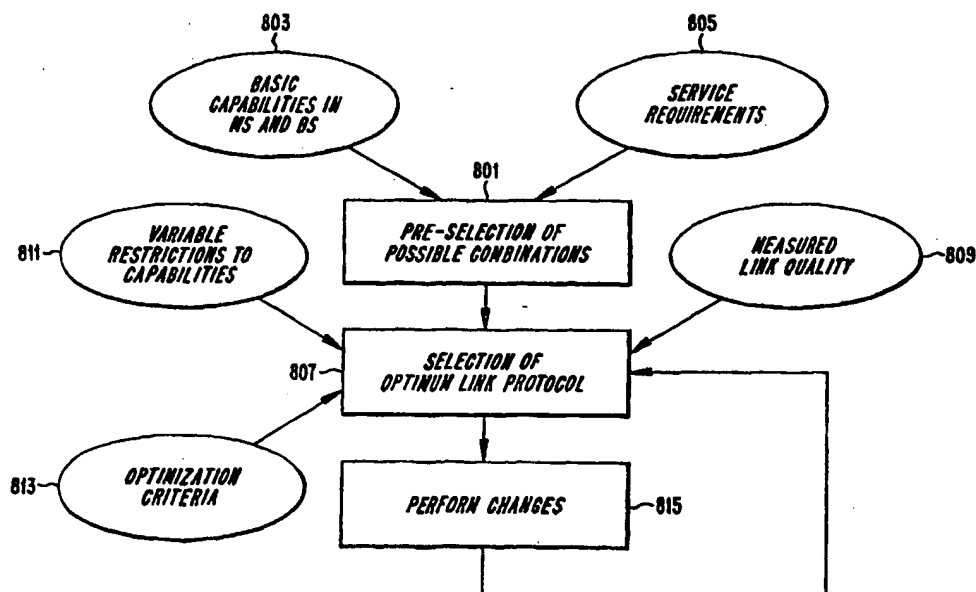 803
805
BASIC
CAPABILITIES IN
MS AND BS
SERVICE
REQUIREMENTS
801
PRE-SELECTION OF
POSSIBLE COMBINATIONS
811
VARIABLE
RESTRICTIONS TO
CAPABILITIES
MEASURED
LINK QUALITY
809
807
SELECTION OF
OPTIMUM LINK PROTOCOL
813
OPTIMIZATION
CRITERIA
PERFORM CHANGES
815